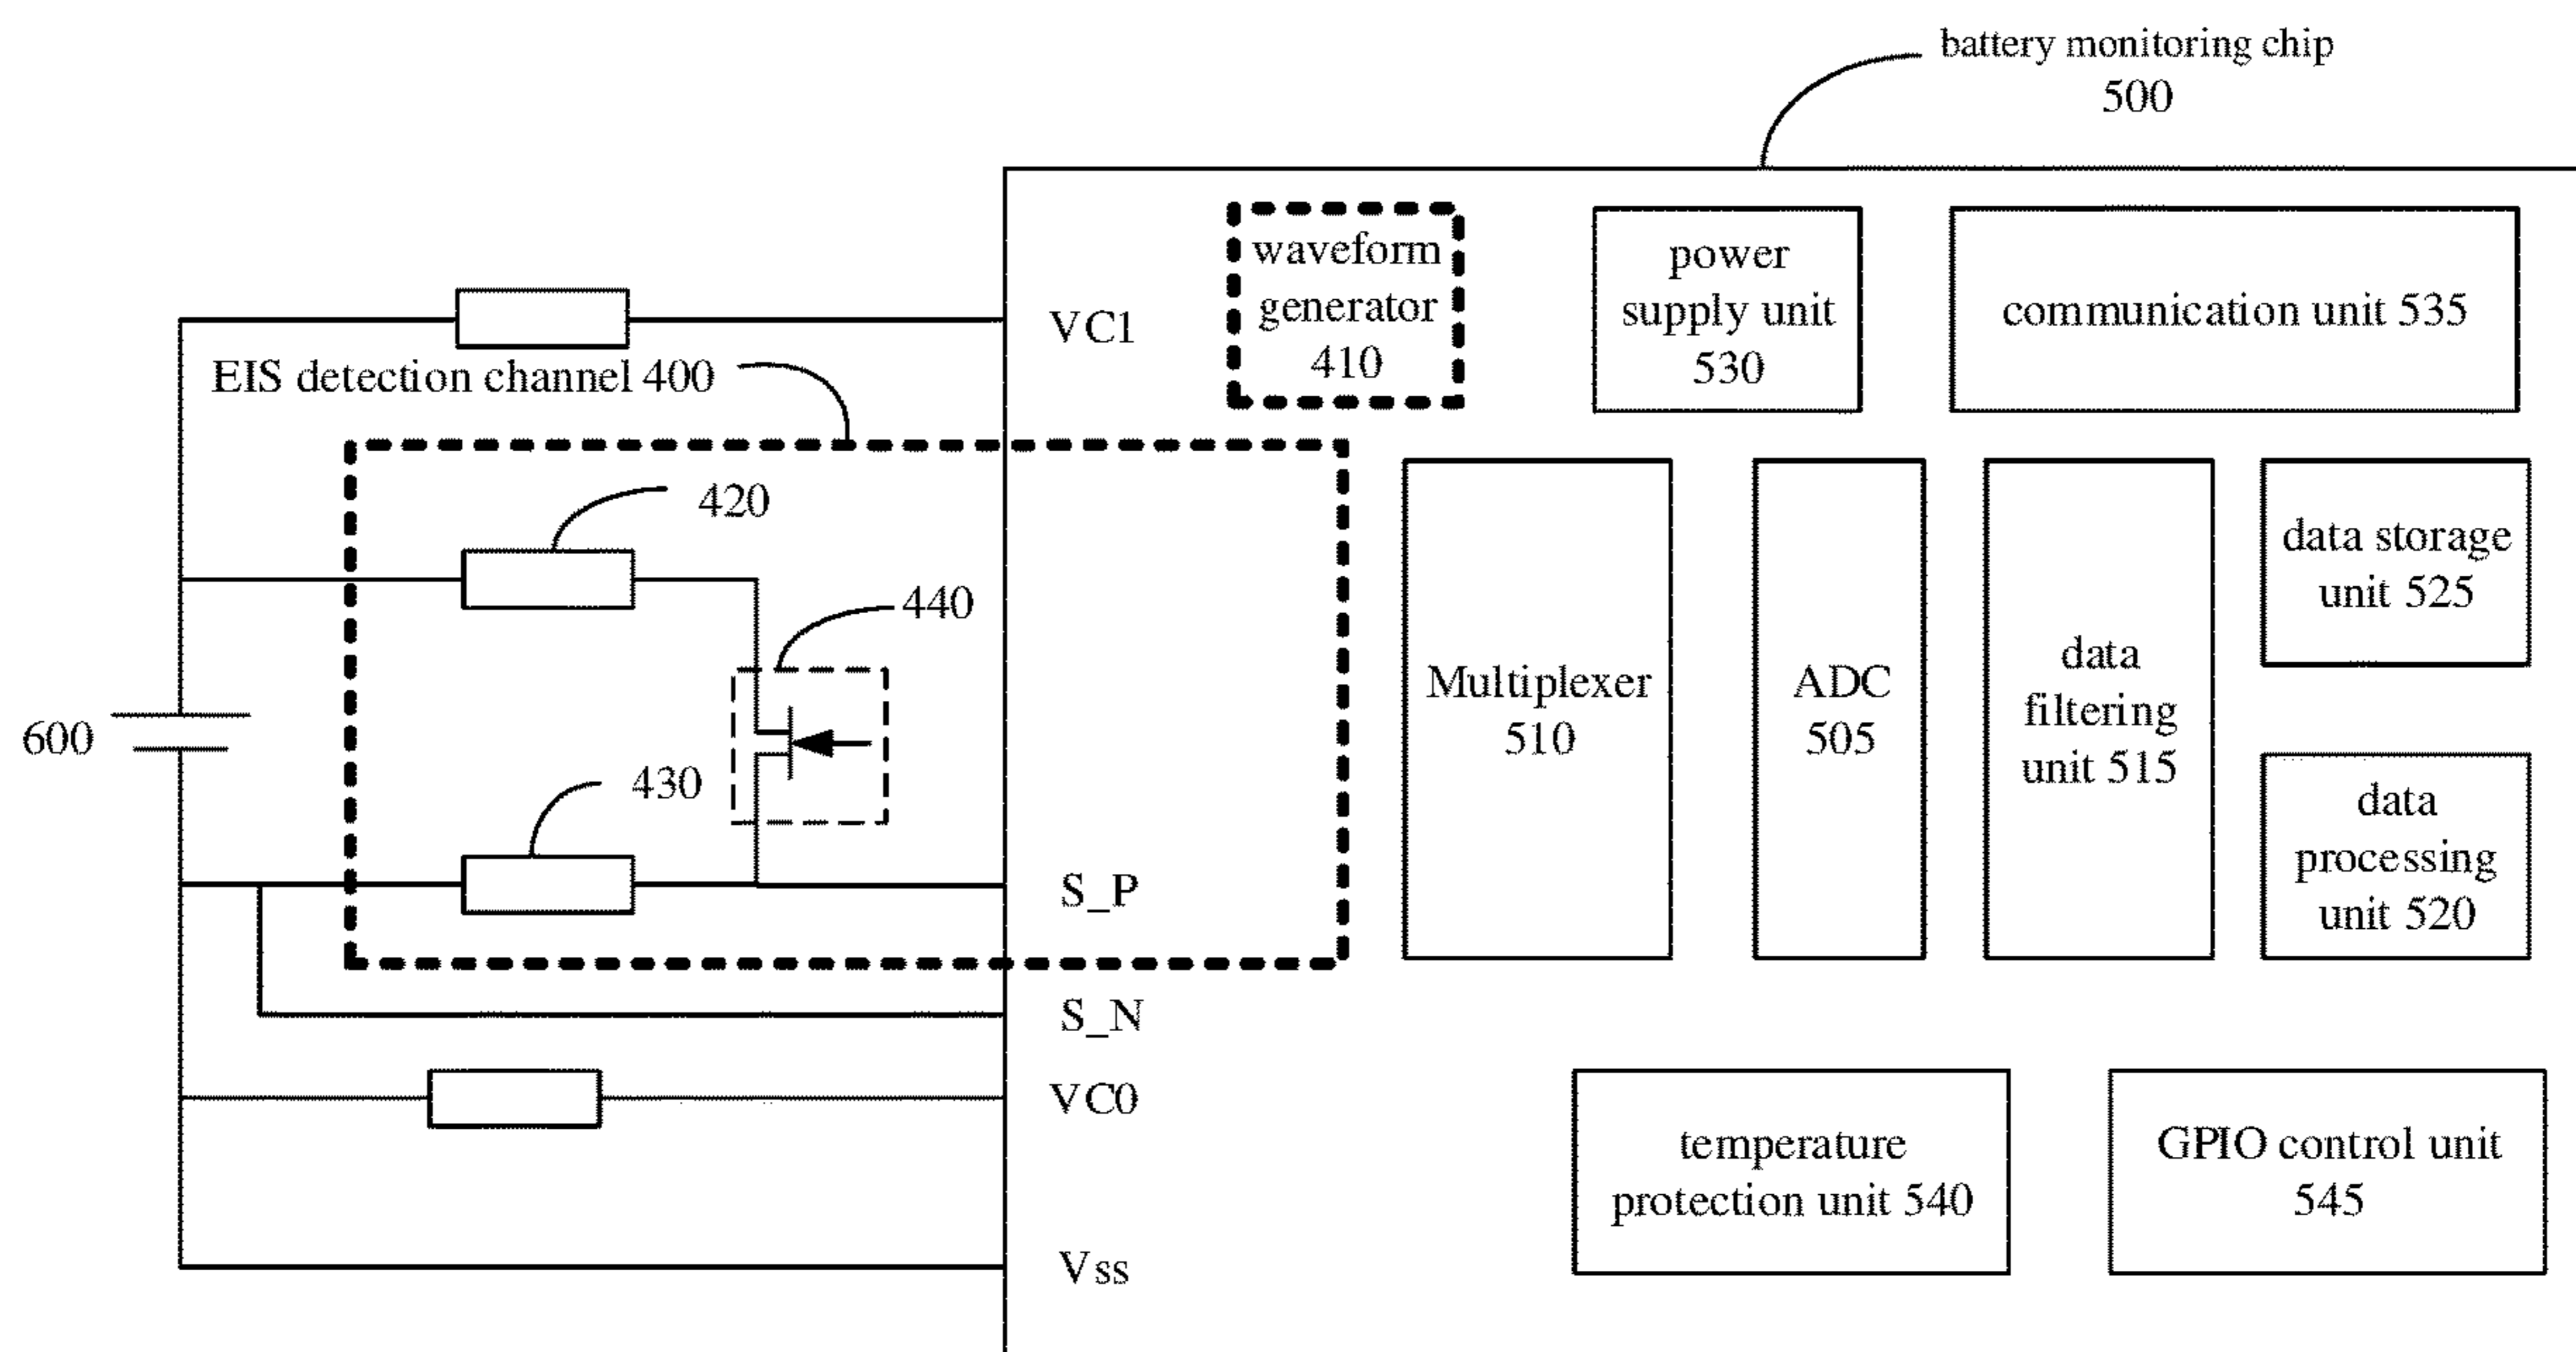 battery monitoring chip
500
waveform
generator
410
power
supply unit
530
communication unit 535
VC1
EIS detection channel 400
420
440
Multiplexer
510
ADC
505
data
filtering
unit 515
data storage
unit 525
600
430
data
processing
unit 520
S_P
S_N
VC0
temperature
protection unit 540
GPIO control unit
545
Vss